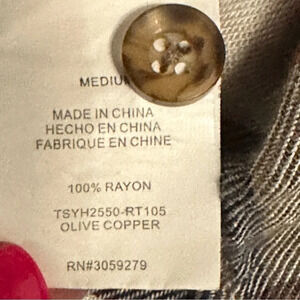 MEDIUM
MADE IN CHINA
HECHO EN CHINA
FABRIQUE EN CHINE
100% RAYON
TSYH2550-RT105
OLIVE COPPER
RN#3059279